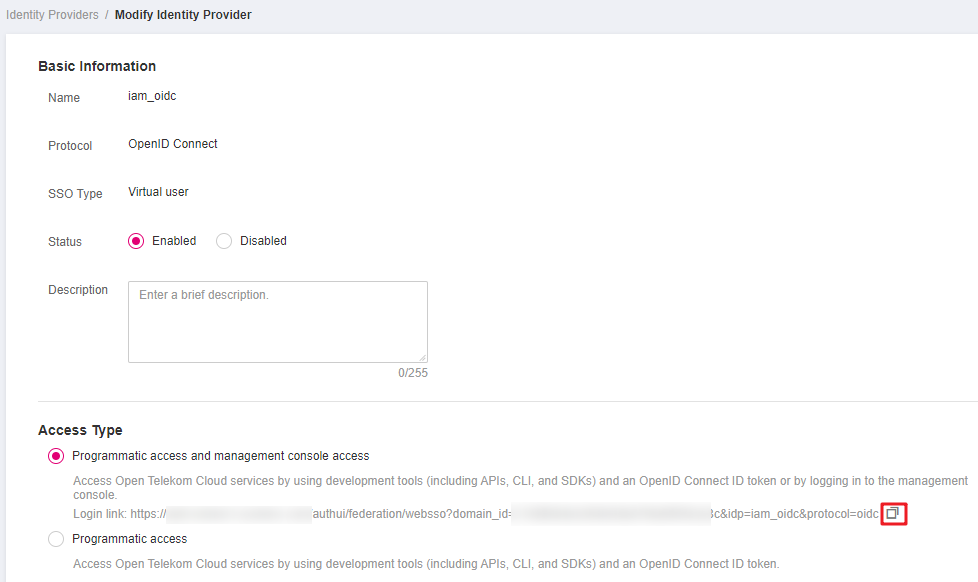 Identity Providers / Modify Identity Provider
Basic Information
Name iam_oidc
Protocol OpenID Connect
SSO Type Virtual user
Status Enabled Disabled
Description Enter a brief description.
0/255
Access Type
Programmatic access and management console access
Access Open Telekom Cloud services by using development tools (including APIs, CLI, and SDKs) and an OpenID Connect ID token or by logging in to the management
console.
Login link: https:// authui/federation/websso?domain_id= c&idp=iam_oidc&protocol=oidc
Programmatic access
Access Open Telekom Cloud services by using development tools (including APIs, CLI, and SDKs) and an OpenID Connect ID token.